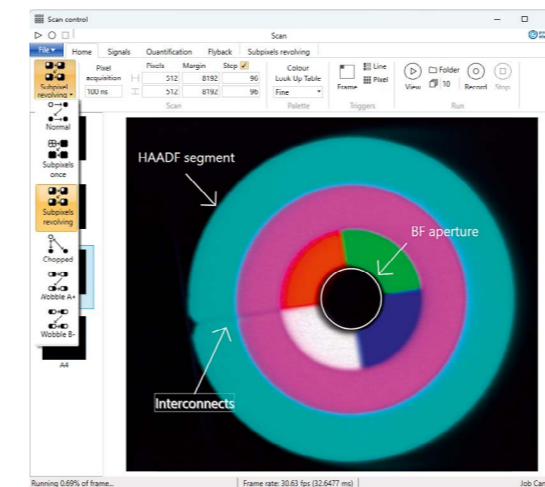 Scan control
Scan
File Home Signals Quantification Flyback Subpixels revolving
Subpixel revolving
Pixel acquisition
100 ns
Pixels Margin Step
512 8192 96
512 8192 96
Scan
Colour
Look Up Table
Fine
Palette
Frame
Line
Pixel
Triggers
View
Folder
10
Record
Stop
Run
Normal
Subpixels
once
Subpixels
revolving
Chopped
Wobble A+
Wobble B-
A4
HAADF segment
BF aperture
Interconnects
Running 0.69% of frame...
Frame rate: 30.63 fps (32.6477 ms)
Job Can